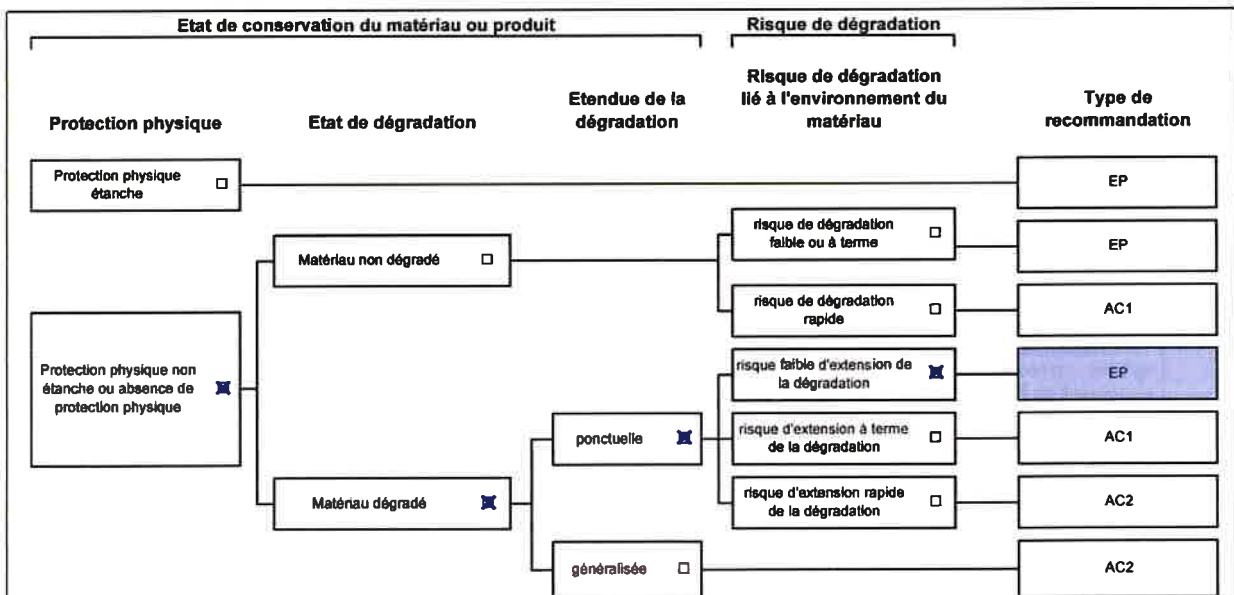 Etat de conservation du matériau ou produit
Risque de dégradation
Protection physique
Etat de dégradation
Etendue de la
dégradation
Risque de dégradation
lié à l'environnement du
matériau
Type de
recommandation
Protection physique
étanche
EP
Matériau non dégradé
risque de dégradation
faible ou à terme
EP
risque de dégradation
rapide
AC1
Protection physique non
étanche ou absence de
protection physique
risque faible d'extension de
la dégradation
EP
ponctuelle
risque d'extension à terme
de la dégradation
AC1
Matériau dégradé
risque d'extension rapide
de la dégradation
AC2
généralisée
AC2